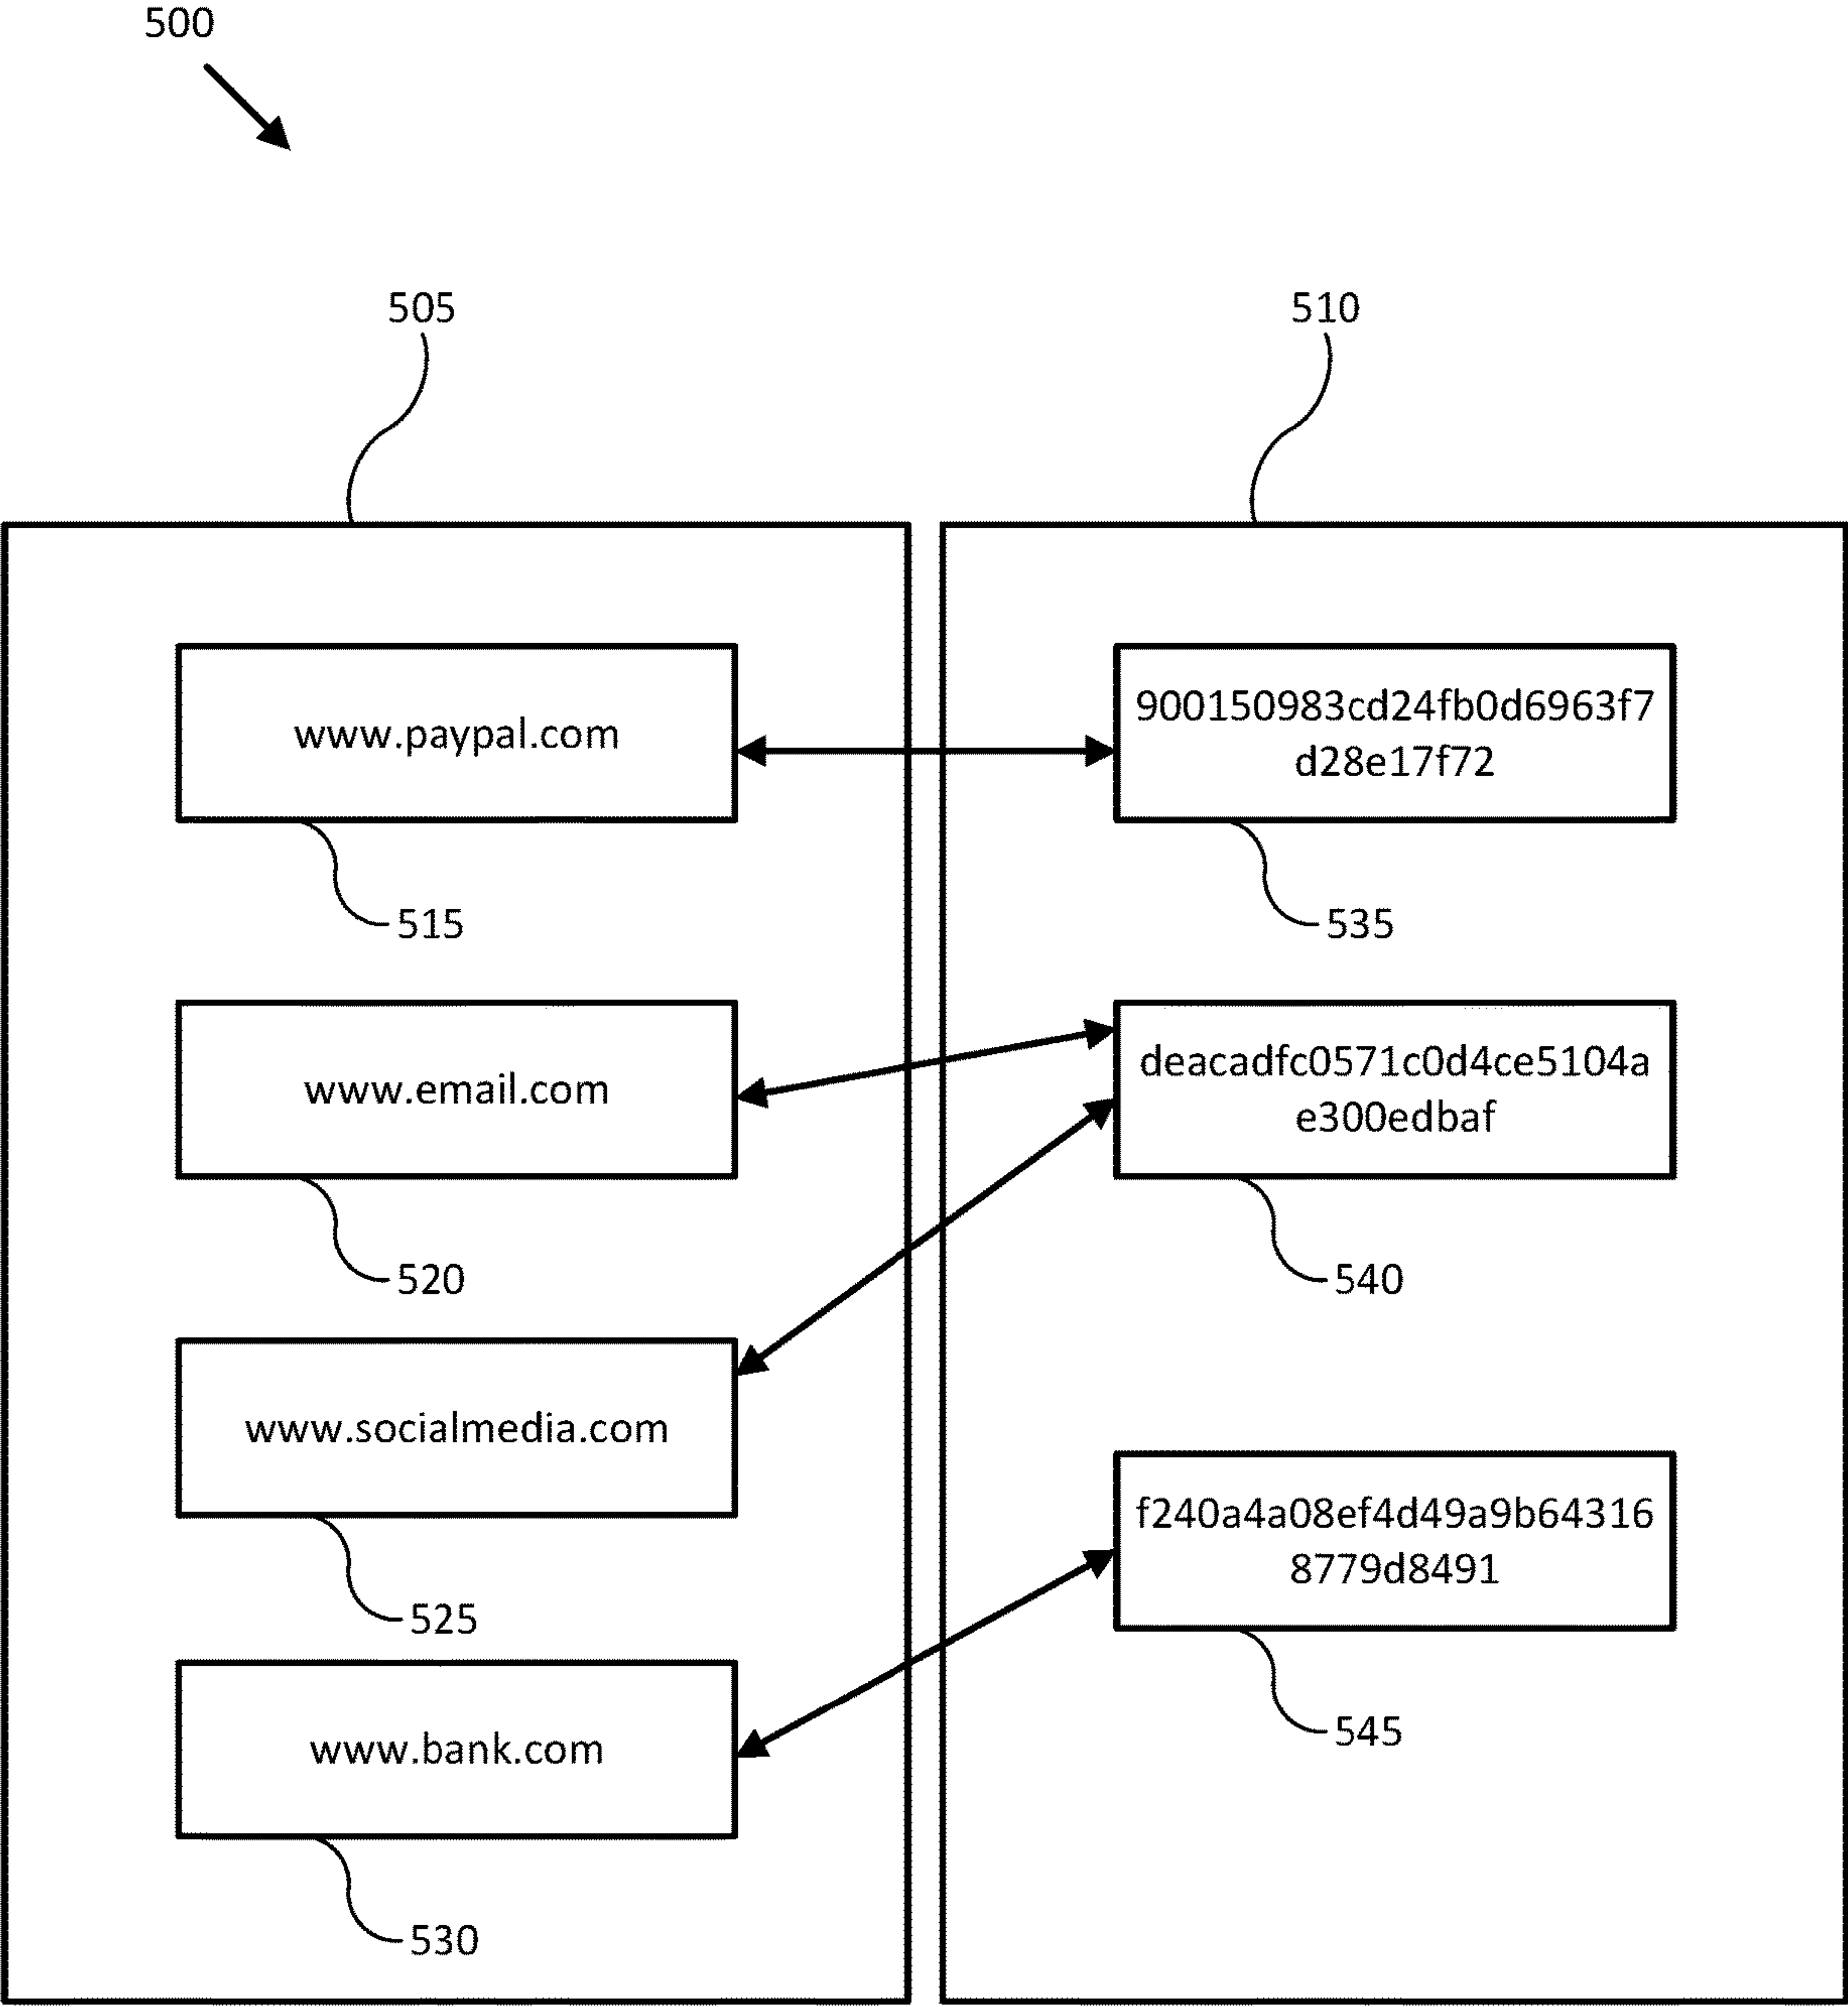 500
505
510
www.paypal.com
900150983cd24fb0d6963f7
d28e17f72
515
535
www.email.com
deacadfc0571c0d4ce5104a
e300edbaf
520
540
www.socialmedia.com
f240a4a08ef4d49a9b64316
8779d8491
525
545
www.bank.com
530